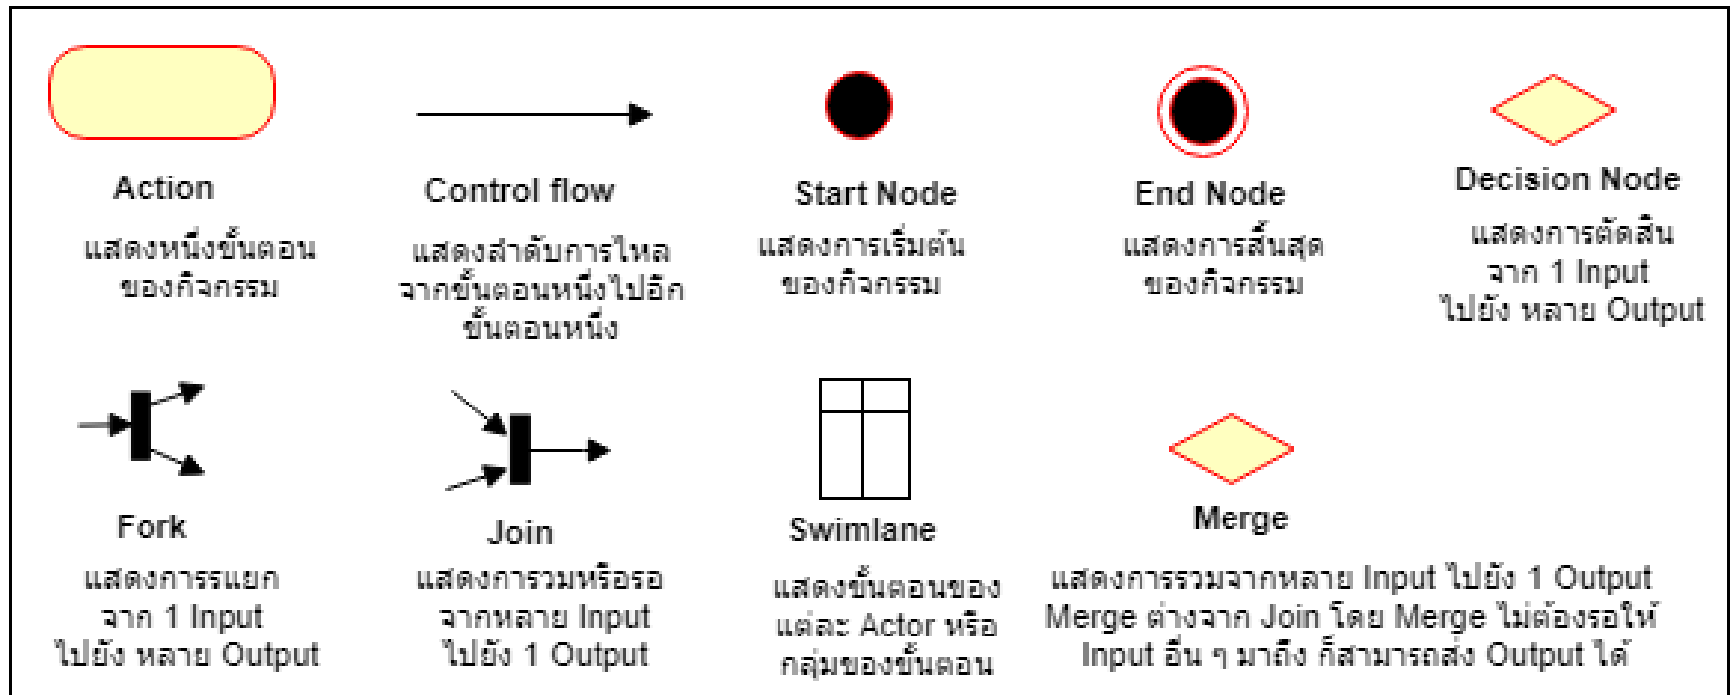 Action
แสดงหนึ่งขั้นตอน
ของกิจกรรม
Control flow
แสดงลำดับการไหล
จากขั้นตอนหนึ่งไปอีก
ขั้นตอนหนึ่ง
Start Node
แสดงการเริ่มต้น
ของกิจกรรม
End Node
แสดงการสิ้นสุด
ของกิจกรรม
Decision Node
แสดงการตัดสิน
จาก 1 Input
ไปยัง หลาย Output
Fork
แสดงการรแยก
จาก 1 Input
ไปยัง หลาย Output
Join
แสดงการวมหรือรอ
จากหลาย Input
ไปยัง 1 Output
Swimlane
แสดงขั้นตอนของ
แต่ละ Actor หรือ
กลุ่มของขั้นตอน
Merge
แสดงการรวมจากหลาย Input ไปยัง 1 Output
Merge ต่างจาก Join โดย Merge ไม่ต้องรอให้
Input อื่น ๆ มาถึง ก็สามารถส่ง Output ได้